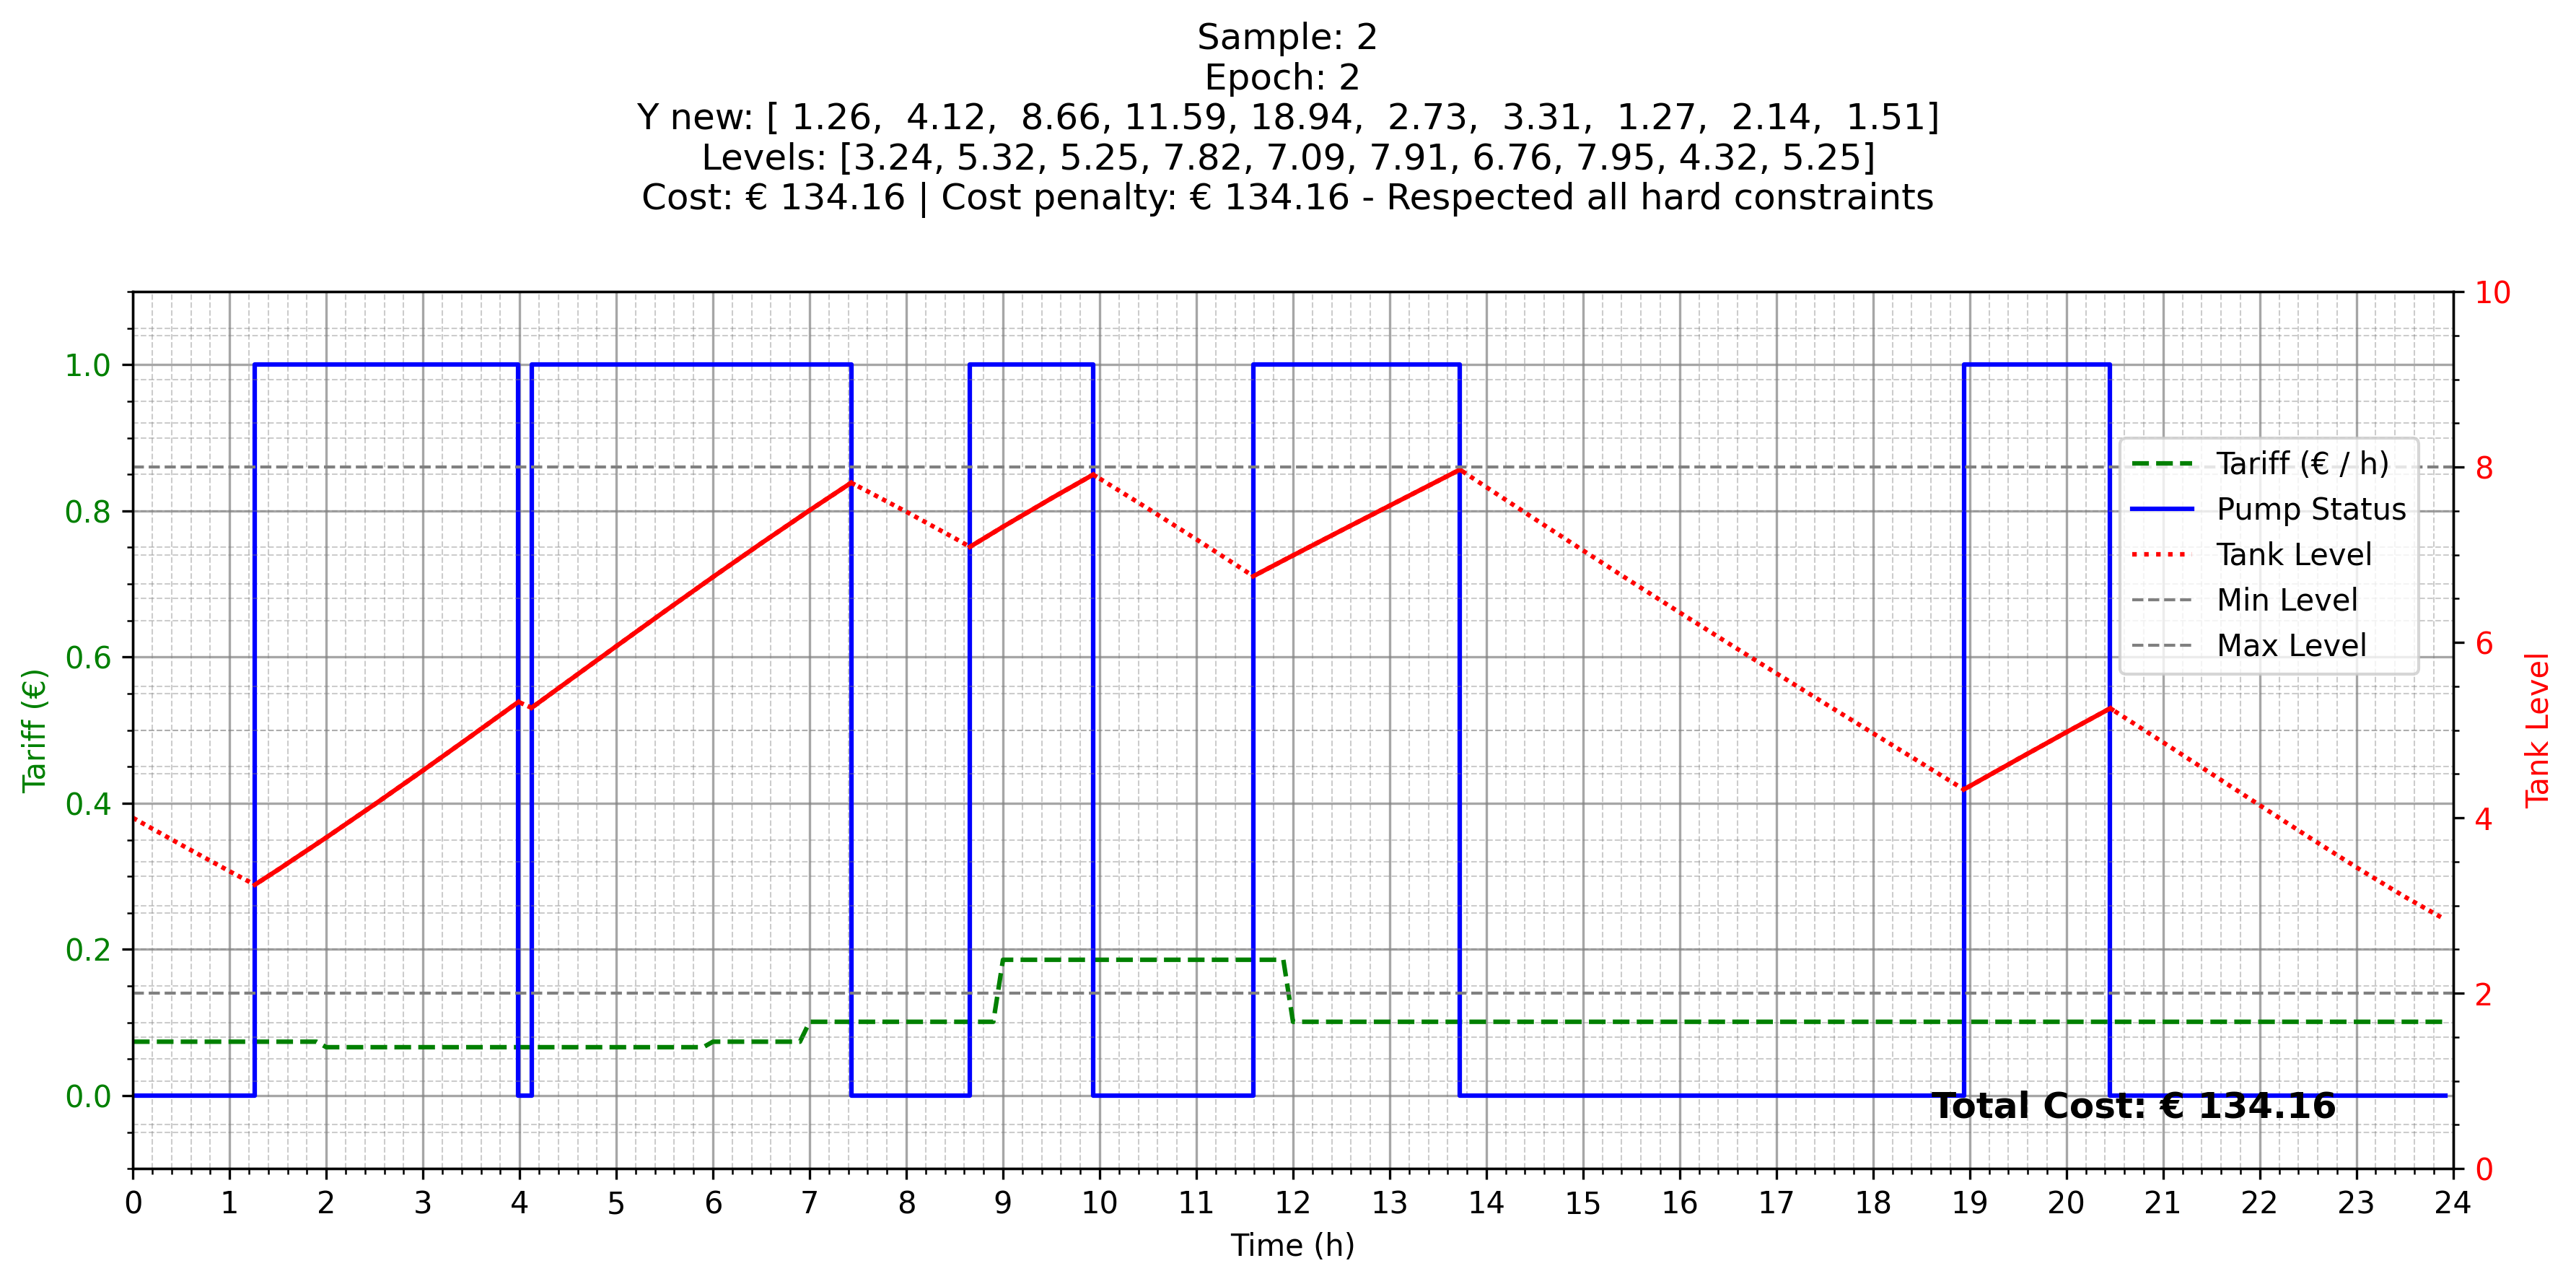 Sample: 2
Epoch: 2
Y new: [ 1.26,  4.12,  8.66, 11.59, 18.94,  2.73,  3.31,  1.27,  2.14,  1.51]
Levels: [3.24, 5.32, 5.25, 7.82, 7.09, 7.91, 6.76, 7.95, 4.32, 5.25]
Cost: € 134.16 | Cost penalty: € 134.16 - Respected all hard constraints
Tariff (€)
1.0
0.8
0.6
0.4
0.2
0.0
10
8
6
4
2
0
Tank Level
Tariff (€ / h)
Pump Status
Tank Level
Min Level
Max Level
Total Cost: € 134.16
0 1 2 3 4 5 6 7 8 9 10 11 12 13 14 15 16 17 18 19 20 21 22 23 24
Time (h)